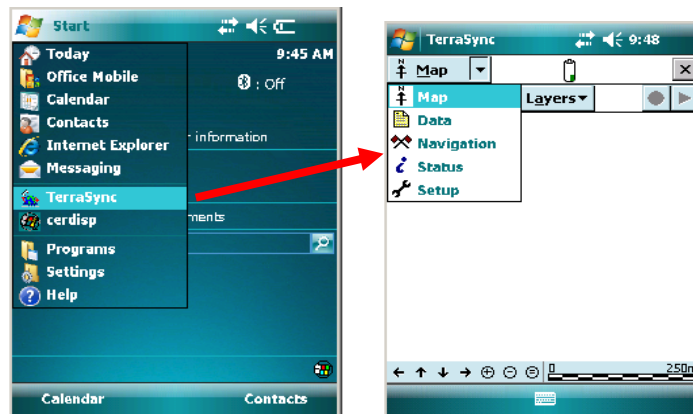 Start
Today 9:45 AM
Office Mobile : Off
Calendar
Contacts
Internet Explorer r information
Messaging
TerraSync
cerdisp ments
Programs
Settings
Help
Calendar Contacts
TerraSync 9:48
N Map
N Map Layers
Data
Navigation
Status
Setup
0 250m